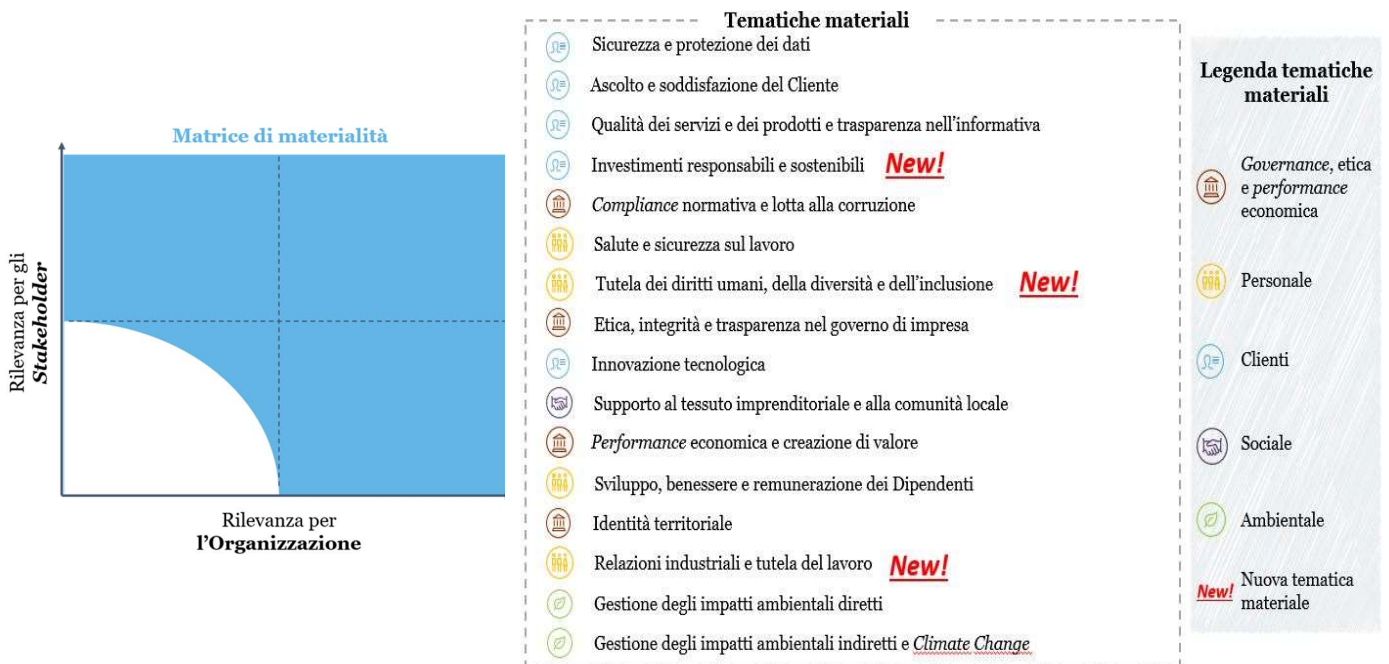 Matrice di materialità
Rilevanza per gli
Stakeholder
Rilevanza per
l'Organizzazione
Tematiche materiali
Sicurezza e protezione dei dati
Ascolto e soddisfazione del Cliente
Qualità dei servizi e dei prodotti e trasparenza nell'informativa
Investimenti responsabili e sostenibili New!
Compliance normativa e lotta alla corruzione
Salute e sicurezza sul lavoro
Tutela dei diritti umani, della diversità e dell'inclusione New!
Etica, integrità e trasparenza nel governo di impresa
Innovazione tecnologica
Supporto al tessuto imprenditoriale e alla comunità locale
Performance economica e creazione di valore
Sviluppo, benessere e remunerazione dei Dipendenti
Identità territoriale
Relazioni industriali e tutela del lavoro New!
Gestione degli impatti ambientali diretti
Gestione degli impatti ambientali indiretti e Climate Change
Legenda tematiche
materiali
Governance, etica
e performance
economica
Personale
Clienti
Sociale
Ambientale
New! Nuova tematica
materiale